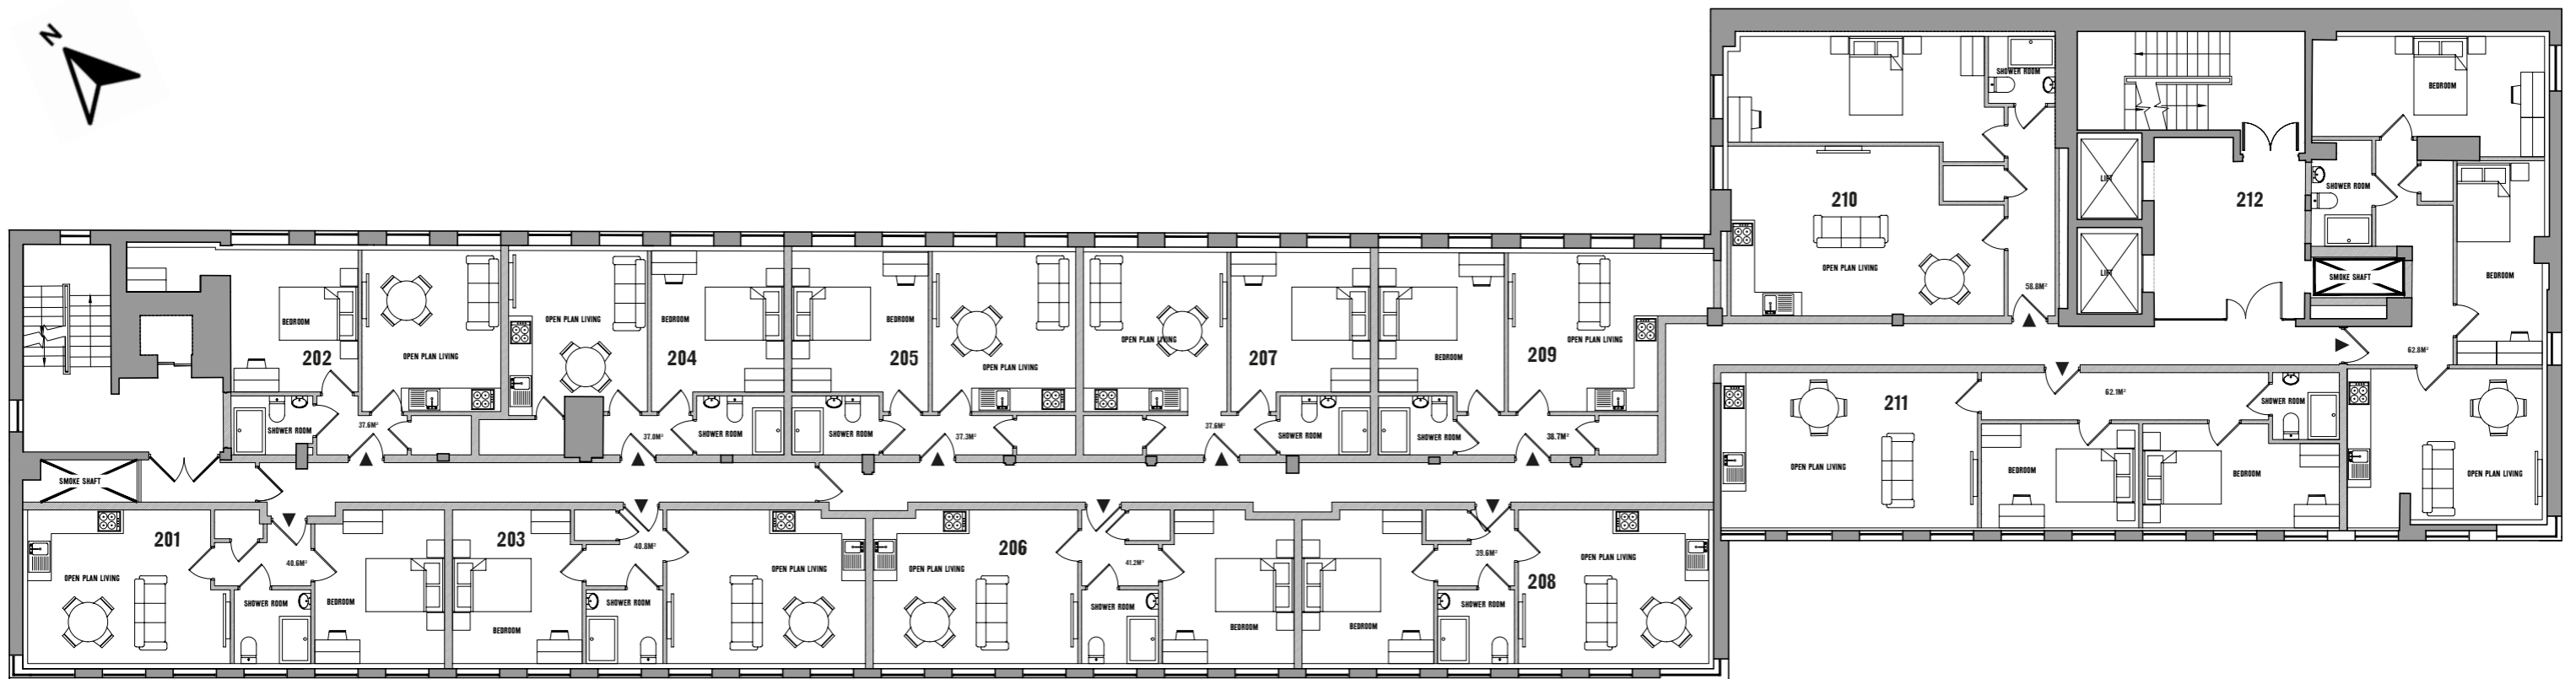 N
SHOWER ROOM
BEDROOM
LIFT
210
SHOWER ROOM
212
OPEN PLAN LIVING
LIFT
SMOKE SHAFT
BEDROOM
58.8M²
BEDROOM
OPEN PLAN LIVING
BEDROOM
BEDROOM
OPEN PLAN LIVING
OPEN PLAN LIVING
202
OPEN PLAN LIVING
204
205
OPEN PLAN LIVING
207
BEDROOM
209
62.8M²
62.1M²
211
SHOWER ROOM
37.6M²
SHOWER ROOM
37.0M²
SHOWER ROOM
SHOWER ROOM
37.3M²
37.6M²
SHOWER ROOM
SHOWER ROOM
38.7M²
OPEN PLAN LIVING
BEDROOM
BEDROOM
OPEN PLAN LIVING
SMOKE SHAFT
201
203
206
40.6M²
40.8M²
41.2M²
39.6M²
OPEN PLAN LIVING
OPEN PLAN LIVING
OPEN PLAN LIVING
OPEN PLAN LIVING
208
SHOWER ROOM
BEDROOM
SHOWER ROOM
SHOWER ROOM
SHOWER ROOM
BEDROOM
BEDROOM
BEDROOM